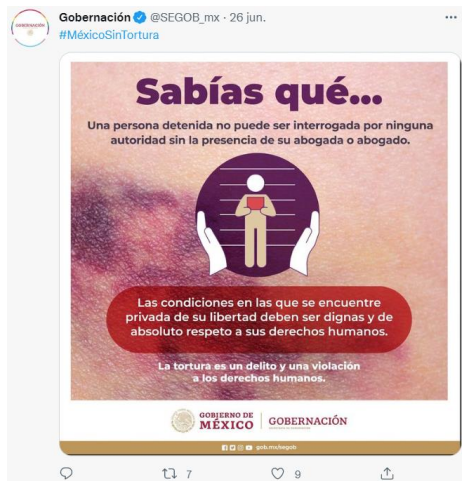 Gobernación @SEGOB_mx · 26 jun.
#MéxicoSinTortura
Sabías qué...
Una persona detenida no puede ser interrogada por ninguna
autoridad sin la presencia de su abogada o abogado.
Las condiciones en las que se encuentre
privada de su libertad deben ser dignas y de
absoluto respeto a sus derechos humanos.
La tortura es un delito y una violación
a los derechos humanos.
GOBIERNO DE
MÉXICO
GOBERNACIÓN
gob.mx/segob
7
9